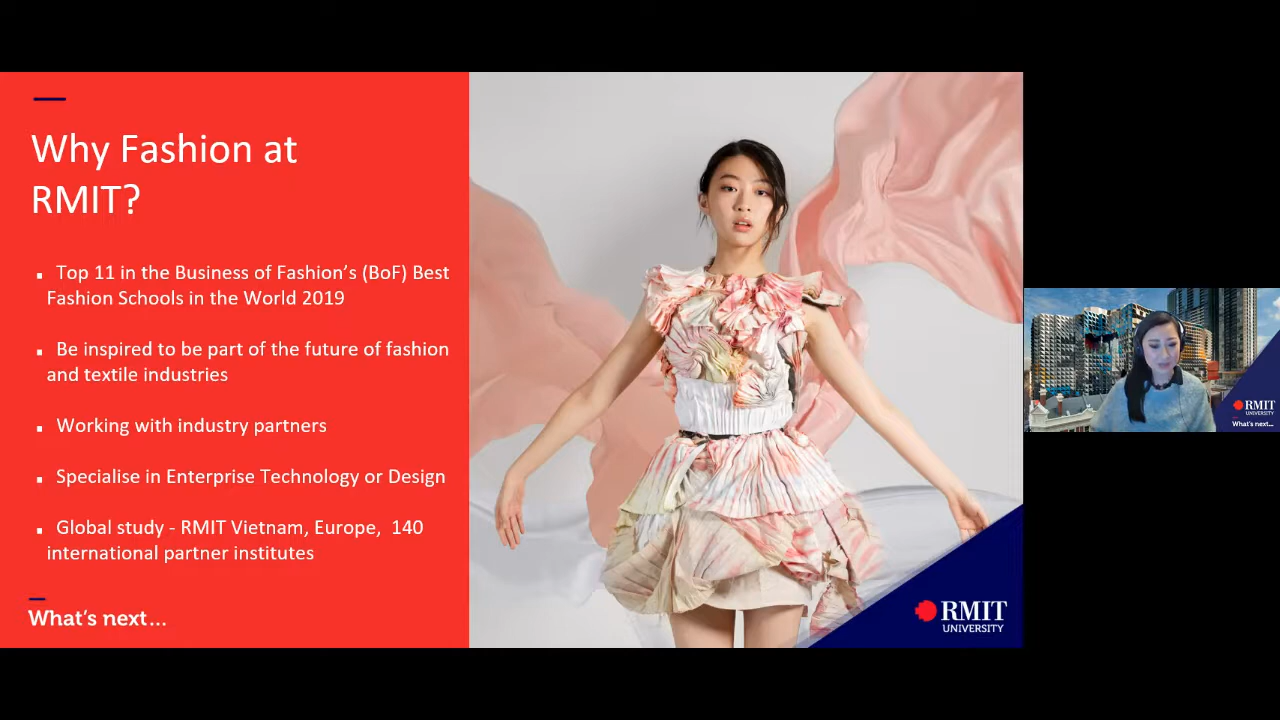 Why Fashion at
RMIT?
▪ Top 11 in the Business of Fashion's (BoF) Best
Fashion Schools in the World 2019
▪ Be inspired to be part of the future of fashion
and textile industries
▪ Working with industry partners
▪ Specialise in Enterprise Technology or Design
▪ Global study - RMIT Vietnam, Europe, 140
international partner institutes
What's next...
RMIT
UNIVERSITY
RMIT
UNIVERSITY
What's next...